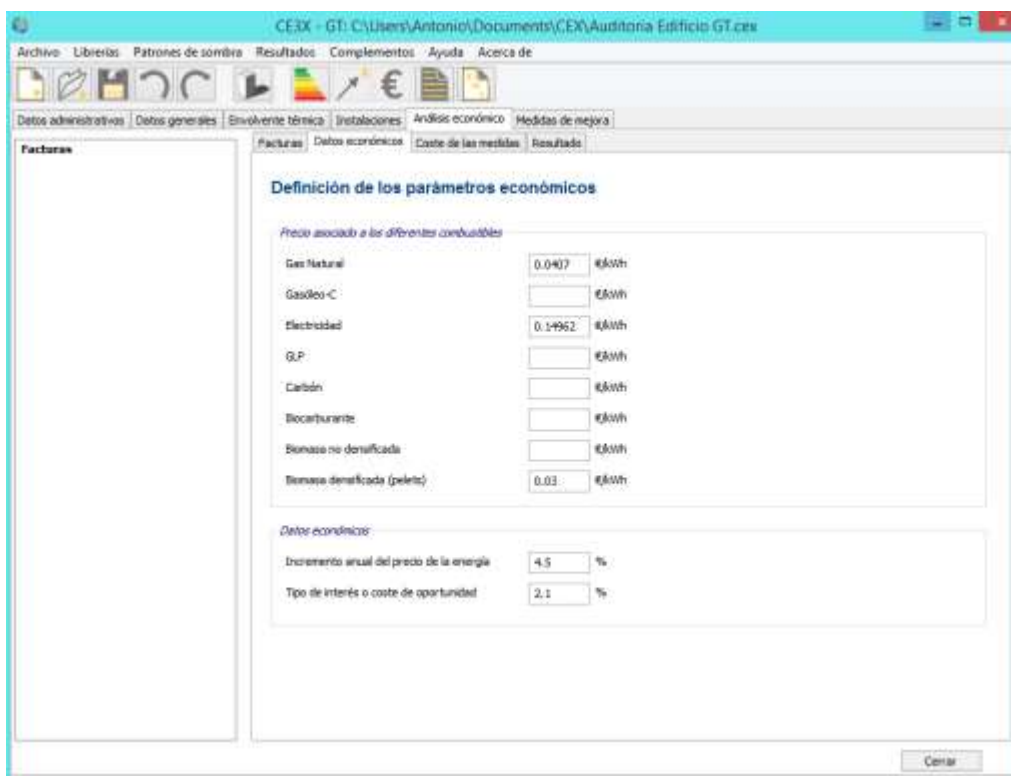 CE3X - GT: C:\Users\Antonio\Documents\CEX\Auditoria Edificio GT.cex
Archivo Librerías Patrones de sombra Resultados Complementos Ayuda Acerca de
Datos administrativos Datos generales Envolvente térmica Instalaciones Análisis económico Medidas de mejora
Facturas
Facturas Datos económicos Coste de las medidas Resultado
Definición de los parámetros económicos
Precio asociado a los diferentes combustibles
Gas Natural 0.0407 €/kWh
Gasóleo-C €/kWh
Electricidad 0.14962 €/kWh
GLP €/kWh
Carbón €/kWh
Biocarburante €/kWh
Biomasa no densificada €/kWh
Biomasa densificada (pelets) 0.03 €/kWh
Datos económicos
Incremento anual del precio de la energía 4.5 %
Tipo de interés o coste de oportunidad 2.1 %
Cerrar